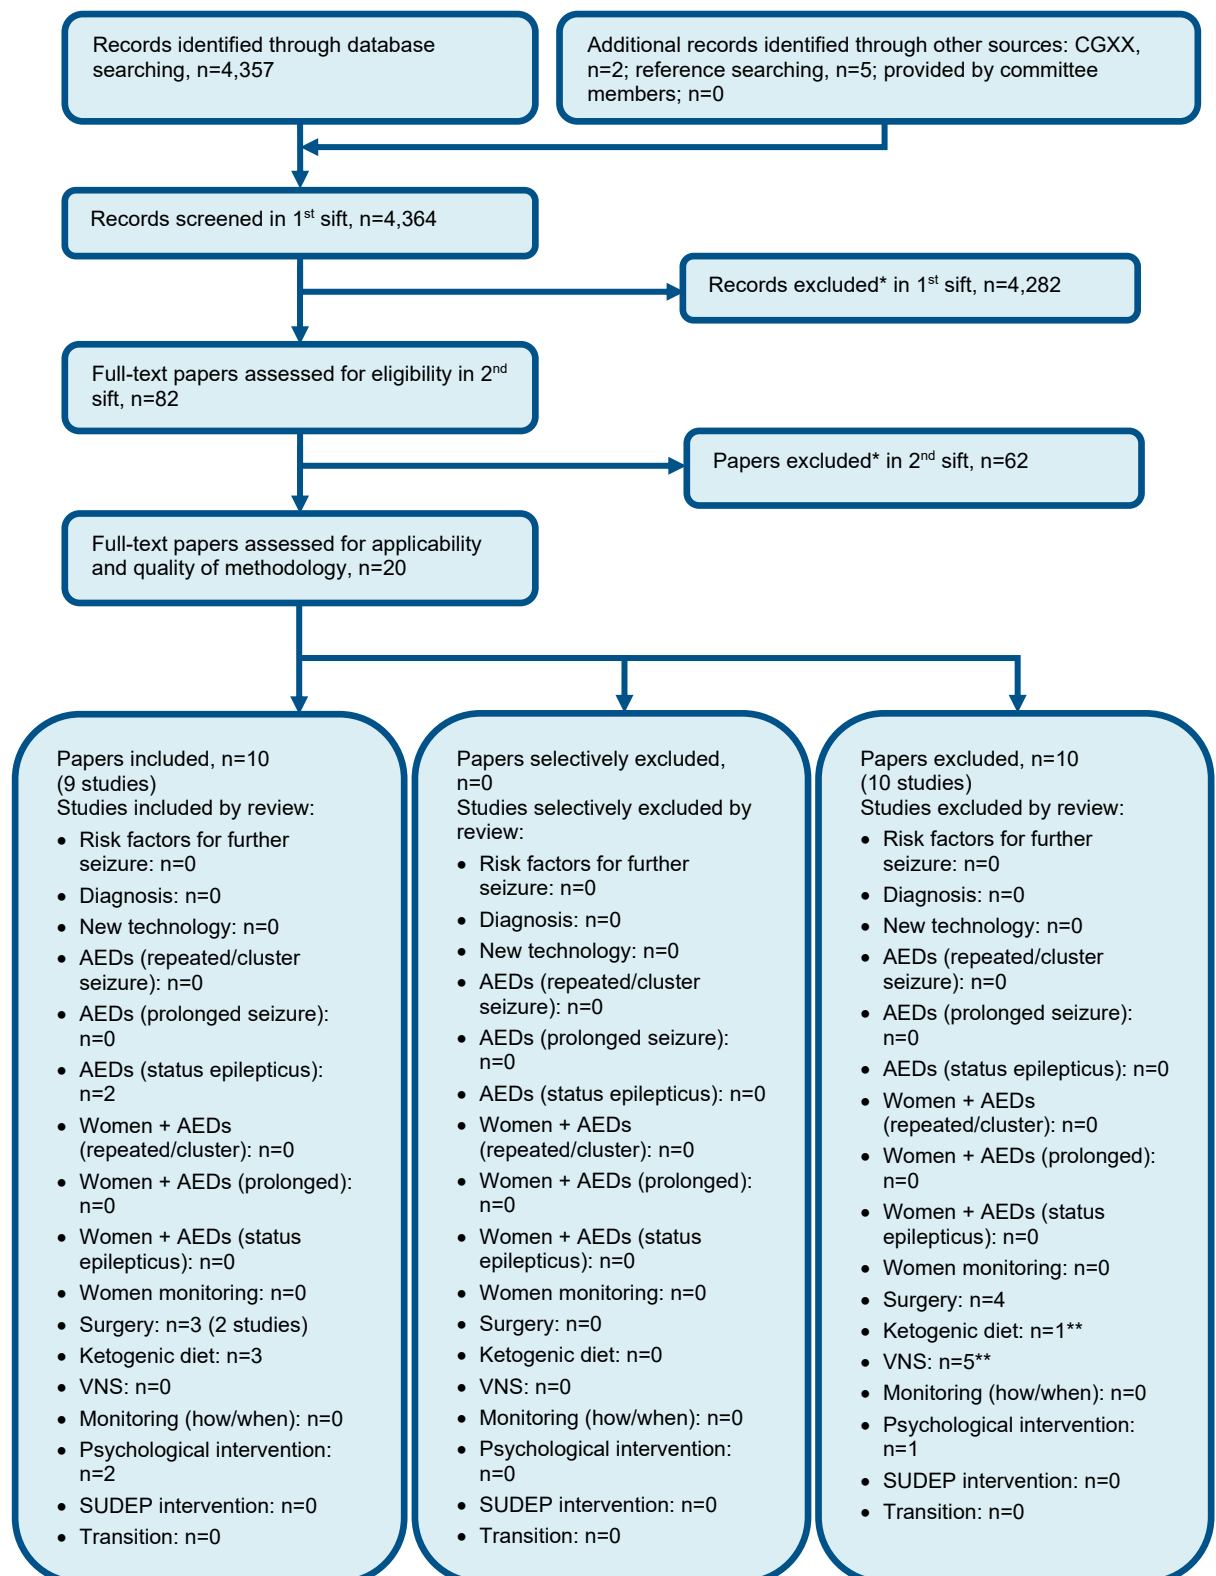 Records identified through database
searching, n=4,357
Additional records identified through other sources: CGXX,
n=2; reference searching, n=5; provided by committee
members; n=0
Records screened in 1st sift, n=4,364
Records excluded* in 1st sift, n=4,282
Full-text papers assessed for eligibility in 2nd
sift, n=82
Papers excluded* in 2nd sift, n=62
Full-text papers assessed for applicability
and quality of methodology, n=20
Papers included, n=10
(9 studies)
Studies included by review:
• Risk factors for further
seizure: n=0
• Diagnosis: n=0
• New technology: n=0
• AEDs (repeated/cluster
seizure): n=0
• AEDs (prolonged seizure):
n=0
• AEDs (status epilepticus):
n=2
• Women + AEDs
(repeated/cluster): n=0
• Women + AEDs (prolonged):
n=0
• Women + AEDs (status
epilepticus): n=0
• Women monitoring: n=0
• Surgery: n=3 (2 studies)
• Ketogenic diet: n=3
• VNS: n=0
• Monitoring (how/when): n=0
• Psychological intervention:
n=2
• SUDEP intervention: n=0
• Transition: n=0
Papers selectively excluded,
n=0
Studies selectively excluded by
review:
• Risk factors for further
seizure: n=0
• Diagnosis: n=0
• New technology: n=0
• AEDs (repeated/cluster
seizure): n=0
• AEDs (prolonged seizure):
n=0
• AEDs (status epilepticus): n=0
• Women + AEDs
(repeated/cluster): n=0
• Women + AEDs (prolonged):
n=0
• Women + AEDs (status
epilepticus): n=0
• Women monitoring: n=0
• Surgery: n=0
• Ketogenic diet: n=0
• VNS: n=0
• Monitoring (how/when): n=0
• Psychological intervention:
n=0
• SUDEP intervention: n=0
• Transition: n=0
Papers excluded, n=10
(10 studies)
Studies excluded by review:
• Risk factors for further
seizure: n=0
• Diagnosis: n=0
• New technology: n=0
• AEDs (repeated/cluster
seizure): n=0
• AEDs (prolonged seizure):
n=0
• AEDs (status epilepticus): n=0
• Women + AEDs
(repeated/cluster): n=0
• Women + AEDs (prolonged):
n=0
• Women + AEDs (status
epilepticus): n=0
• Women monitoring: n=0
• Surgery: n=4
• Ketogenic diet: n=1**
• VNS: n=5**
• Monitoring (how/when): n=0
• Psychological intervention:
n=1
• SUDEP intervention: n=0
• Transition: n=0